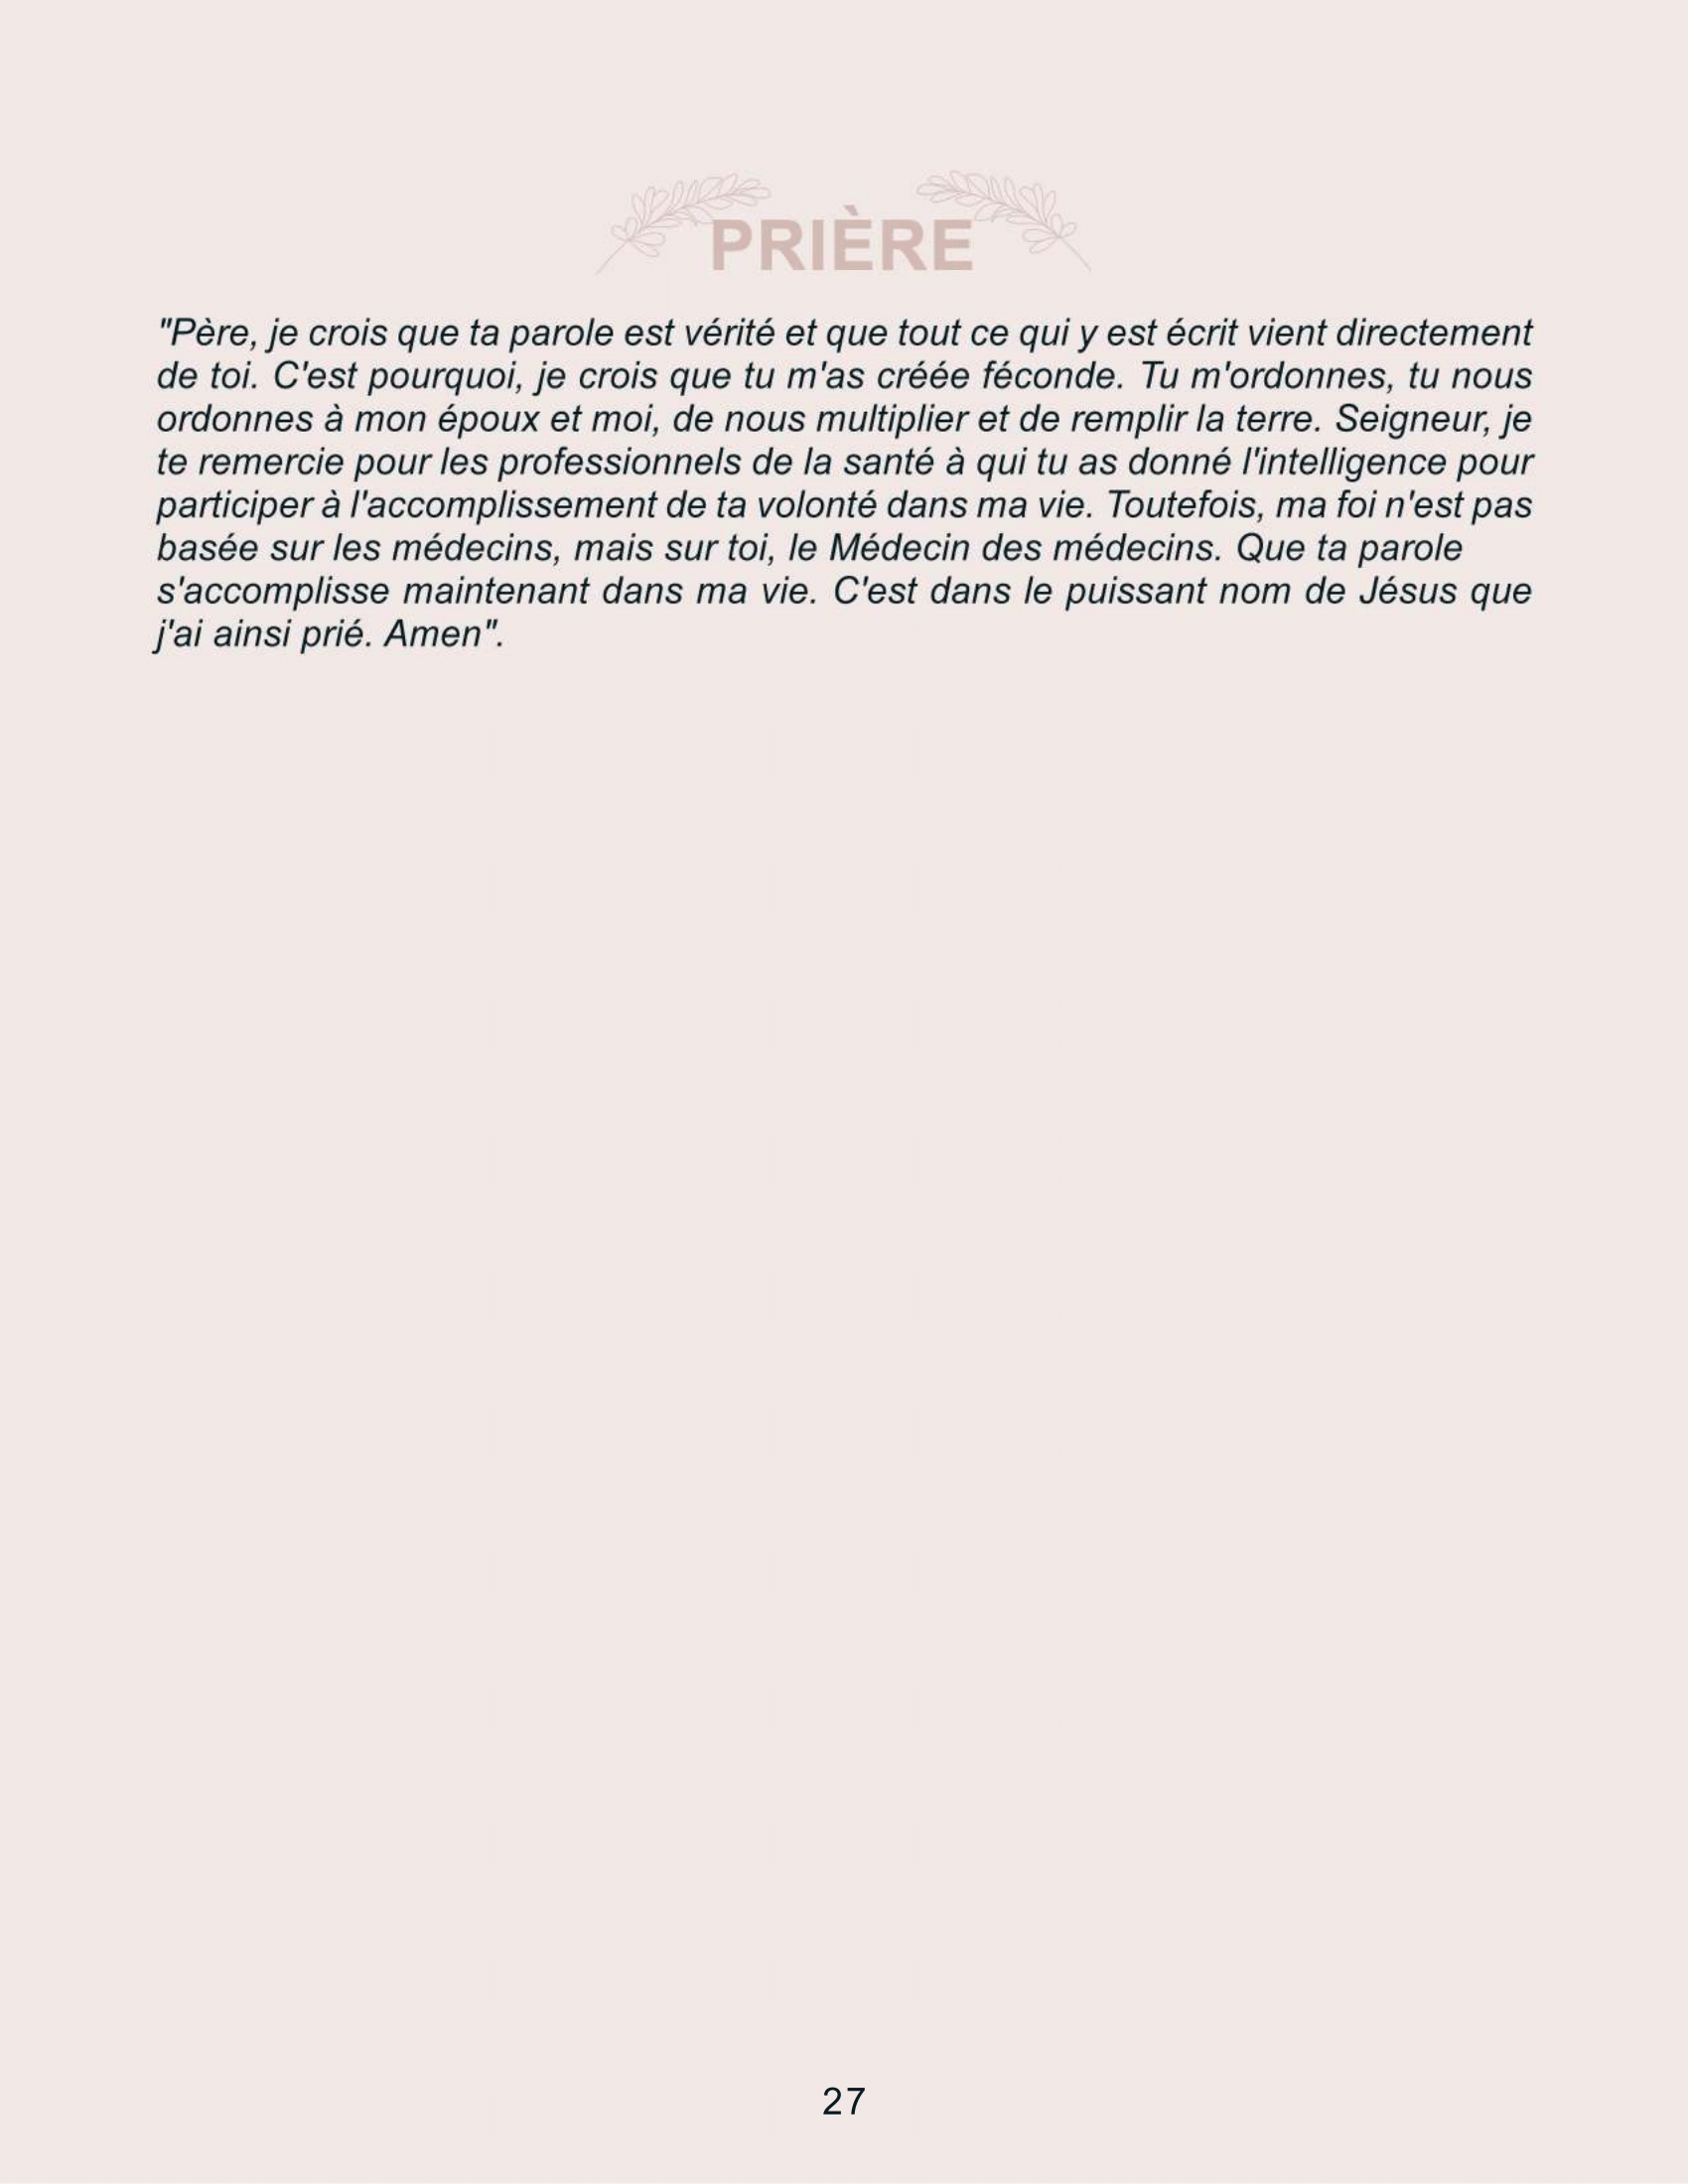 PRIÈRE
"Père, je crois que ta parole est vérité et que tout ce qui y est écrit vient directement
de toi. C'est pourquoi, je crois que tu m'as créée féconde. Tu m'ordonnes, tu nous
ordonnes à mon époux et moi, de nous multiplier et de remplir la terre. Seigneur, je
te remercie pour les professionnels de la santé à qui tu as donné l'intelligence pour
participer à l'accomplissement de ta volonté dans ma vie. Toutefois, ma foi n'est pas
basée sur les médecins, mais sur toi, le Médecin des médecins. Que ta parole
s'accomplisse maintenant dans ma vie. C'est dans le puissant nom de Jésus que
j'ai ainsi prié. Amen".
27